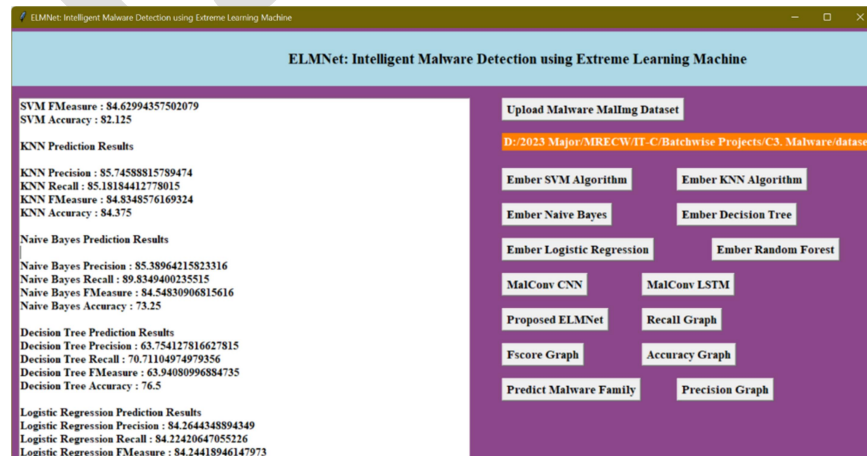 ELMNet: Intelligent Malware Detection using Extreme Learning Machine
ELMNet: Intelligent Malware Detection using Extreme Learning Machine
SVM FMeasure : 84.62994357502079
SVM Accuracy : 82.125
KNN Prediction Results
KNN Precision : 85.74588815789474
KNN Recall : 85.18184412778015
KNN FMeasure : 84.8348576169324
KNN Accuracy : 84.375
Naive Bayes Prediction Results
Naive Bayes Precision : 85.38964215823316
Naive Bayes Recall : 89.8349400235515
Naive Bayes FMeasure : 84.54830906815616
Naive Bayes Accuracy : 73.25
Decision Tree Prediction Results
Decision Tree Precision : 63.754127816627815
Decision Tree Recall : 70.71104974979356
Decision Tree FMeasure : 63.94080996884735
Decision Tree Accuracy : 76.5
Logistic Regression Prediction Results
Logistic Regression Precision : 84.2644348894349
Logistic Regression Recall : 84.22420647055226
Logistic Regression FMeasure : 84.24418946147973
Upload Malware MalImg Dataset
D:/2023 Major/MRECW/IT-C/Batchwise Projects/C3. Malware/datase
Ember SVM Algorithm
Ember KNN Algorithm
Ember Naive Bayes
Ember Decision Tree
Ember Logistic Regression
Ember Random Forest
MalConv CNN
MalConv LSTM
Proposed ELMNet
Recall Graph
Fscore Graph
Accuracy Graph
Predict Malware Family
Precision Graph